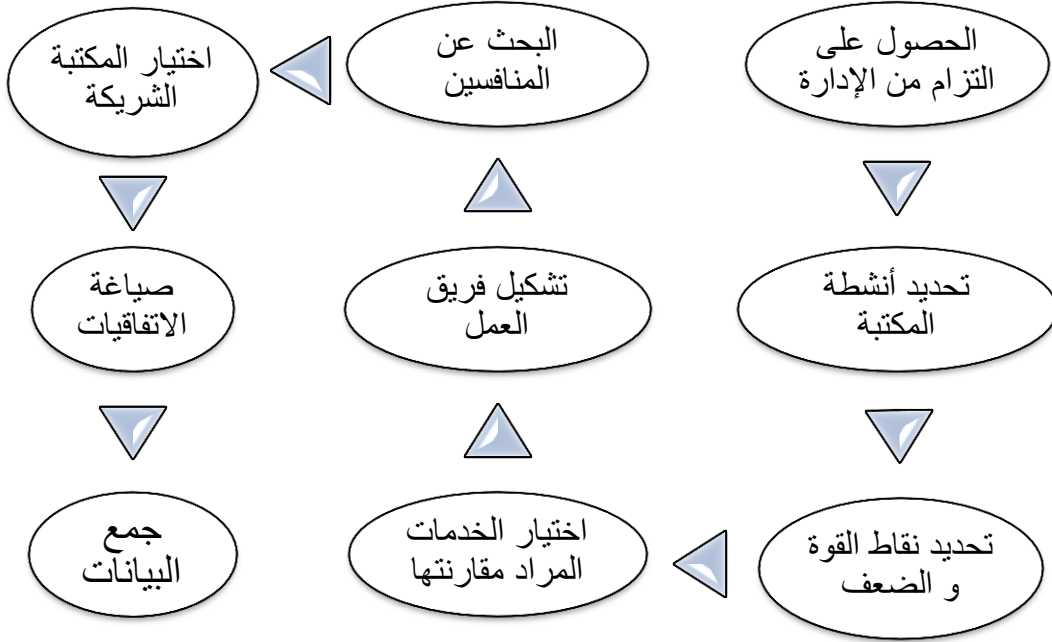 الحصول على
التزام من الإدارة
تحديد أنشطة
المكتبة
تحديد نقاط القوة
و الضعف
اختيار الخدمات
المراد مقارنتها
تشكيل فريق
العمل
البحث عن
المنافسين
اختيار المكتبة
الشريكة
صياغة
الاتفاقيات
جمع
البيانات